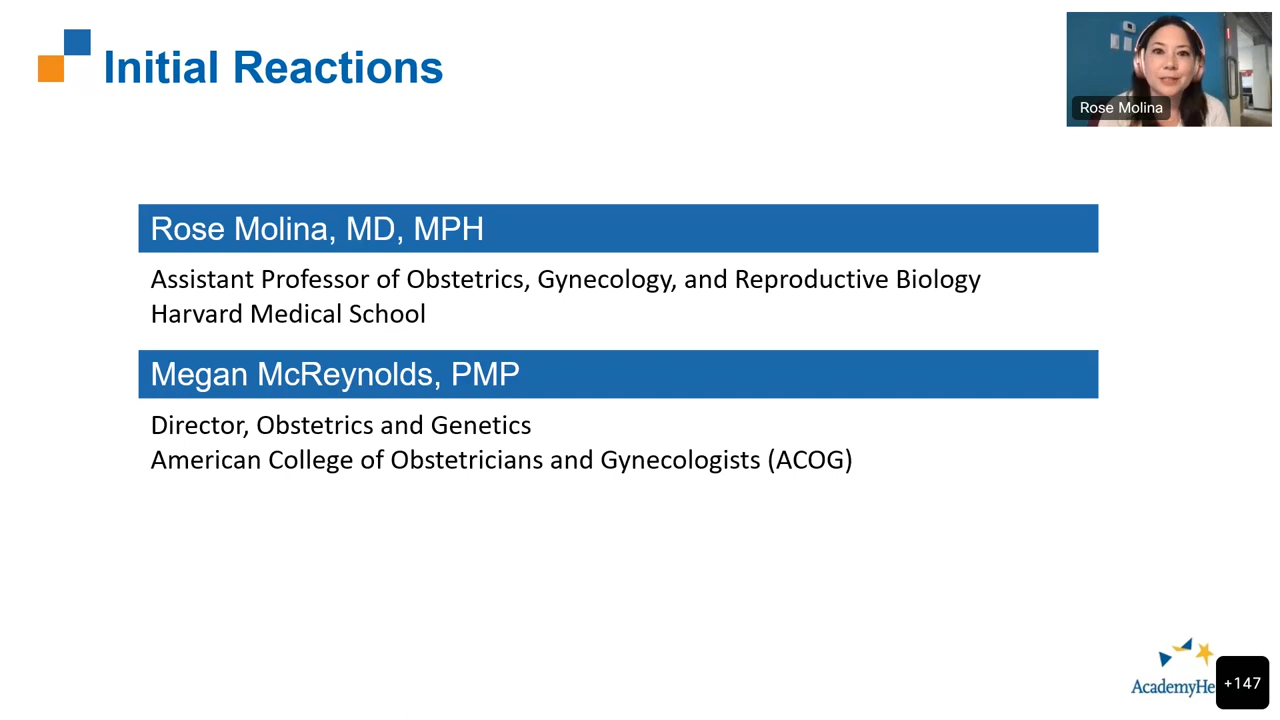 Initial Reactions
Rose Molina
Rose Molina, MD, MPH
Assistant Professor of Obstetrics, Gynecology, and Reproductive Biology
Harvard Medical School
Megan McReynolds, PMP
Director, Obstetrics and Genetics
American College of Obstetricians and Gynecologists (ACOG)
AcademyHe
+147